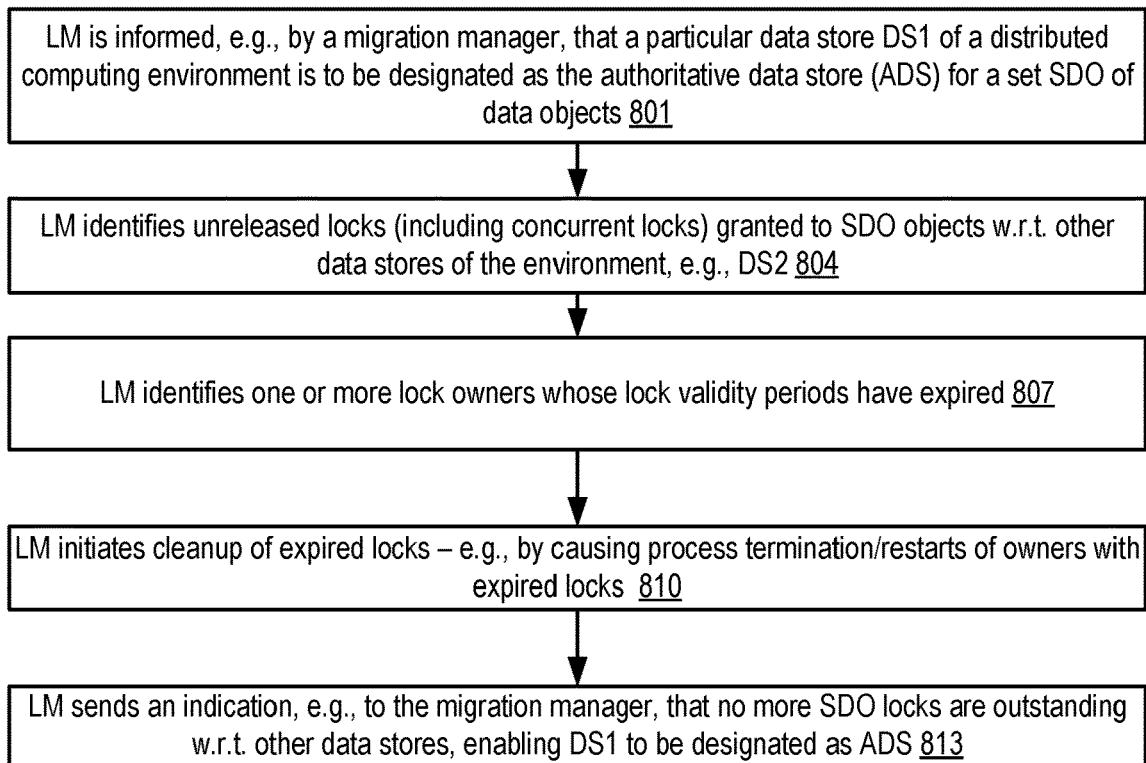 LM is informed, e.g., by a migration manager, that a particular data store DS1 of a distributed
computing environment is to be designated as the authoritative data store (ADS) for a set SDO of
data objects 801
LM identifies unreleased locks (including concurrent locks) granted to SDO objects w.r.t. other
data stores of the environment, e.g., DS2 804
LM identifies one or more lock owners whose lock validity periods have expired 807
LM initiates cleanup of expired locks – e.g., by causing process termination/restarts of owners with
expired locks 810
LM sends an indication, e.g., to the migration manager, that no more SDO locks are outstanding
w.r.t. other data stores, enabling DS1 to be designated as ADS 813